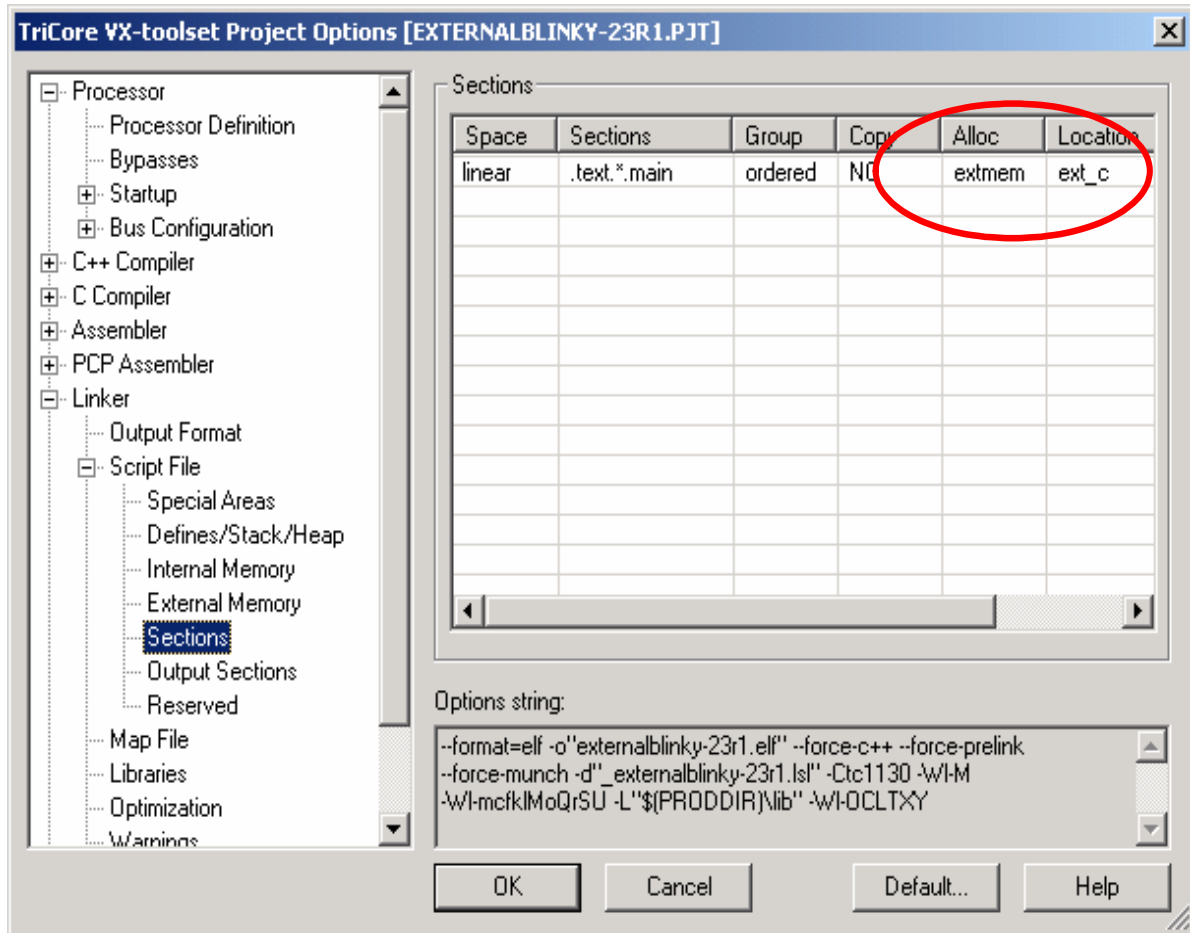 TriCore VX-toolset Project Options [EXTERNALBLINKY-23R1.PJT]
Processor
Processor Definition
Bypasses
Startup
Bus Configuration
C++ Compiler
C Compiler
Assembler
PCP Assembler
Linker
Output Format
Script File
Special Areas
Defines/Stack/Heap
Internal Memory
External Memory
Sections
Output Sections
Reserved
Map File
Libraries
Optimization
Warnings
Sections
Space Sections Group Copy Alloc Location
linear .text.*.main ordered NO extmem ext_c
Options string:
--format=elf -o"externalblinky-23r1.elf" --force-c++ --force-prelink
--force-munch -d"_externalblinky-23r1.lsl" -Ctc1130 -Wl-M
-Wl-mcfklMoQrSU -L"$(PRODDIR)\lib" -Wl-OCLTXY
OK Cancel Default... Help